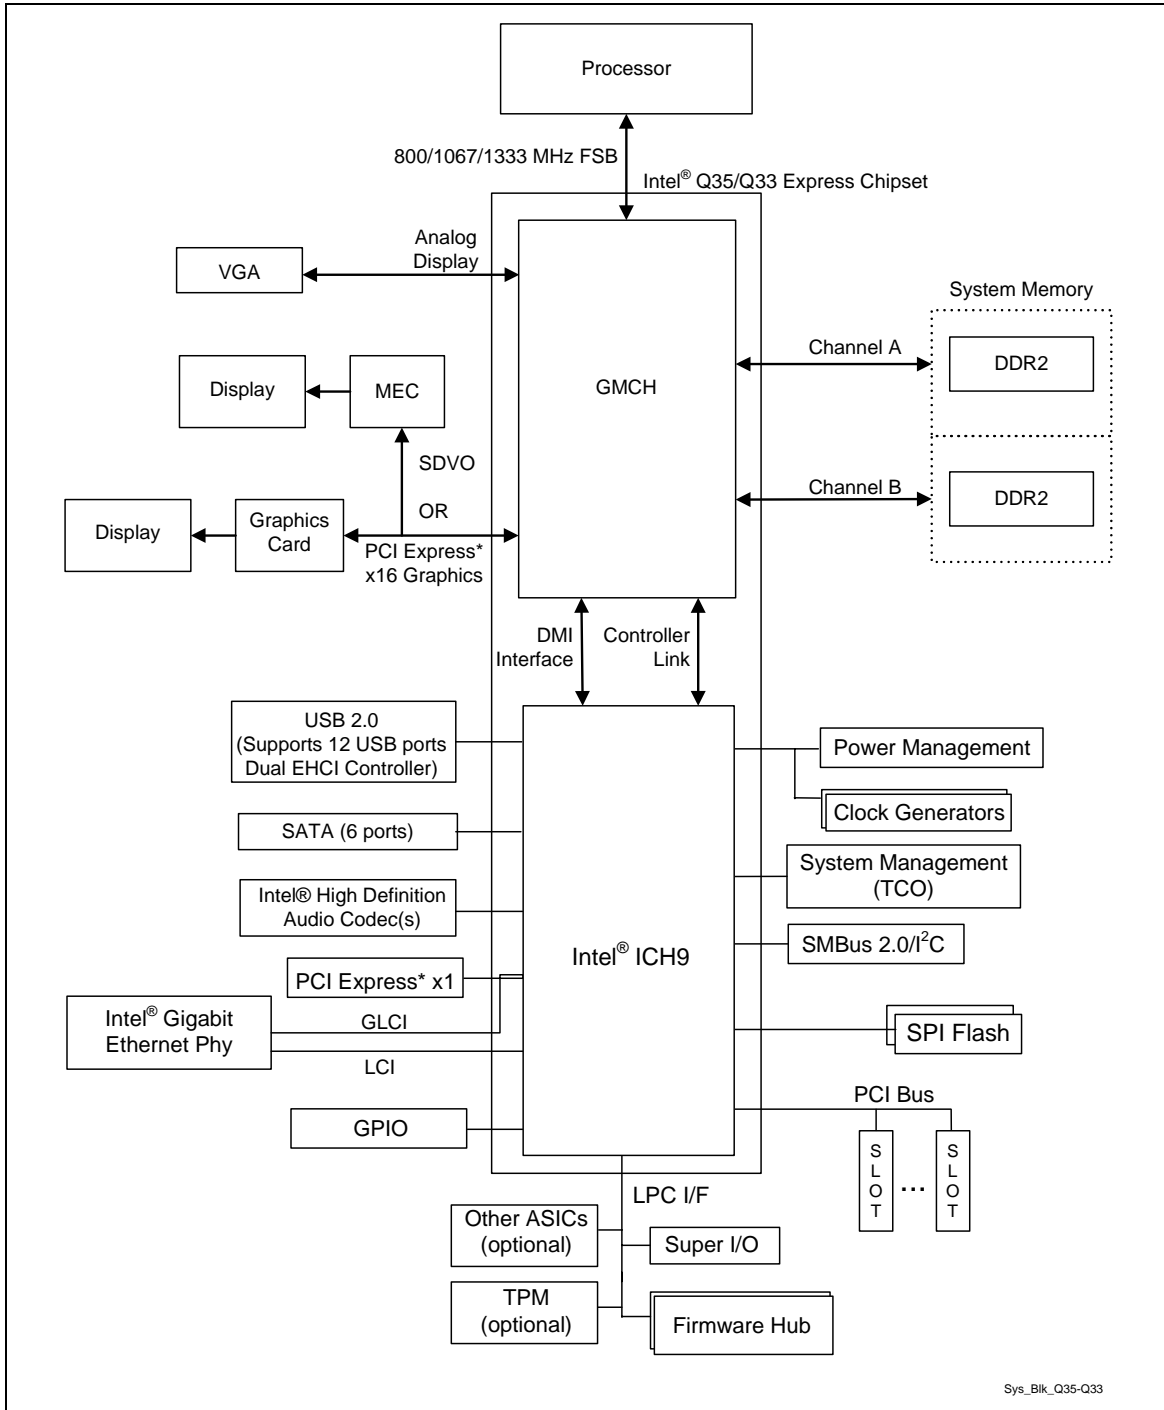 Processor
800/1067/1333 MHz FSB
Intel® Q35/Q33 Express Chipset
Analog
Display
VGA
System Memory
Channel A
DDR2
Display
MEC
GMCH
SDVO
Channel B
DDR2
OR
Display
Graphics
Card
PCI Express*
x16 Graphics
DMI
Interface
Controller
Link
USB 2.0
(Supports 12 USB ports
Dual EHCI Controller)
Power Management
Clock Generators
SATA (6 ports)
System Management
(TCO)
Intel® High Definition
Audio Codec(s)
Intel® ICH9
SMBus 2.0/I²C
PCI Express* x1
Intel® Gigabit
Ethernet Phy
GLCI
LCI
SPI Flash
PCI Bus
GPIO
SLOT
...
SLOT
LPC I/F
Other ASICs
(optional)
Super I/O
TPM
(optional)
Firmware Hub
Sys_Blk_Q35-Q33